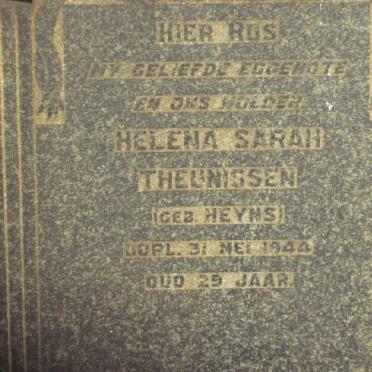 HIER RUS
MY GELIEFDE EGGENOTE
EN ONS MOEDER
HELENA SARAH
THEUNISSEN
(GEB. HEYNS)
OORL. 31 MEI 1944
OUD 29 JAAR.